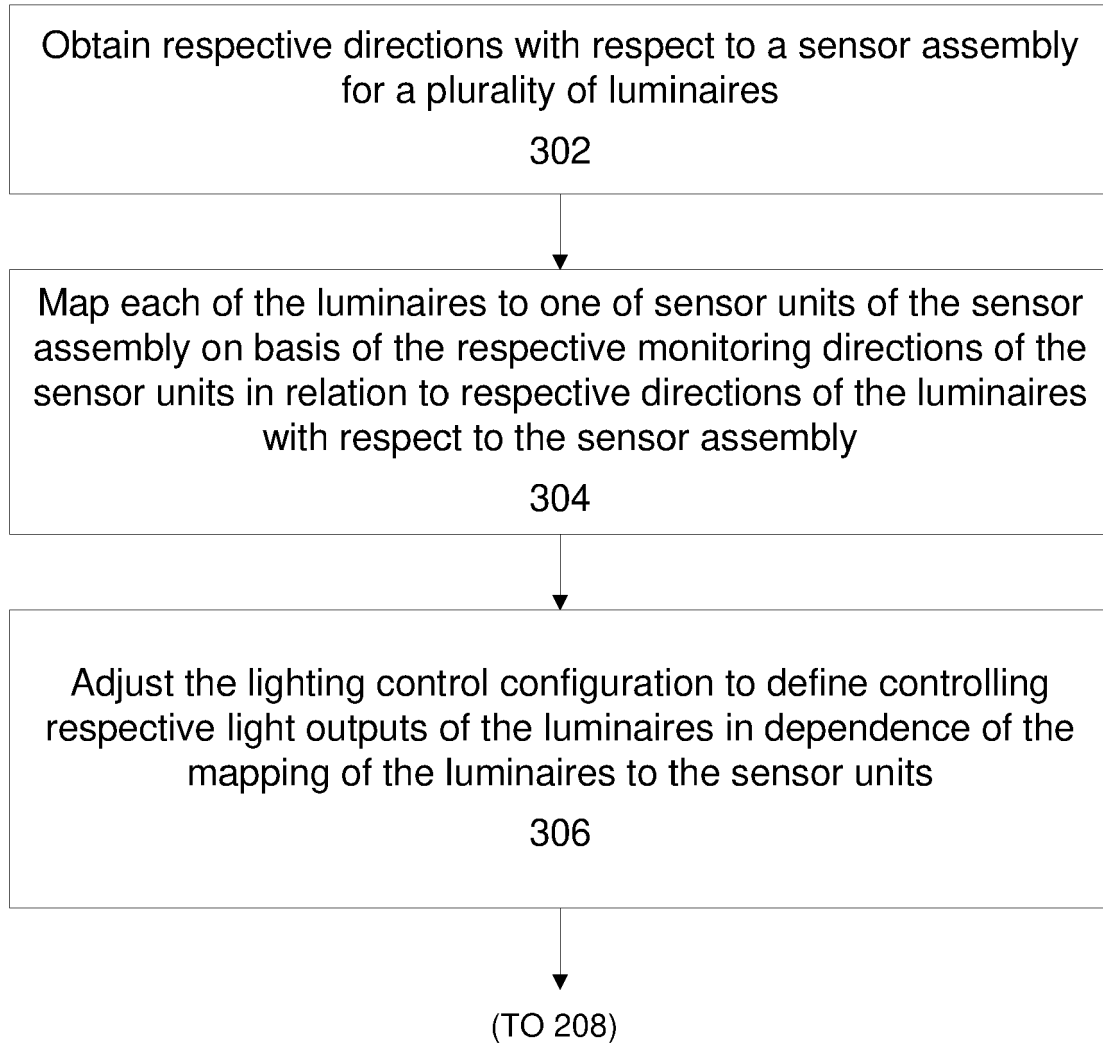 Obtain respective directions with respect to a sensor assembly
for a plurality of luminaires
302
Map each of the luminaires to one of sensor units of the sensor
assembly on basis of the respective monitoring directions of the
sensor units in relation to respective directions of the luminaires
with respect to the sensor assembly
304
Adjust the lighting control configuration to define controlling
respective light outputs of the luminaires in dependence of the
mapping of the luminaires to the sensor units
306
(TO 208)